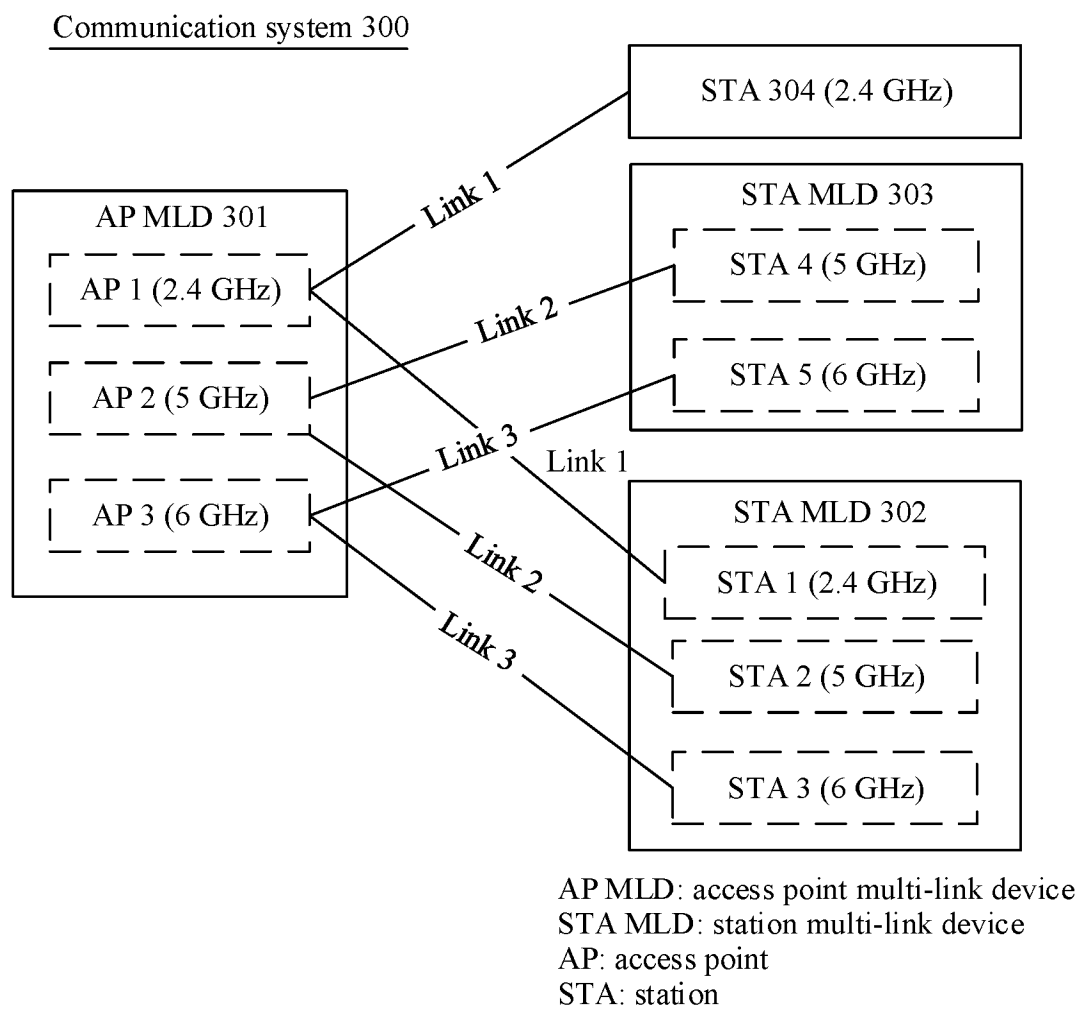 Communication system 300
STA 304 (2.4 GHz)
Link 1
AP MLD 301
AP 1 (2.4 GHz)
AP 2 (5 GHz)
AP 3 (6 GHz)
STA MLD 303
STA 4 (5 GHz)
STA 5 (6 GHz)
Link 2
Link 3
Link 1
Link 2
Link 3
STA MLD 302
STA 1 (2.4 GHz)
STA 2 (5 GHz)
STA 3 (6 GHz)
AP MLD: access point multi-link device
STA MLD: station multi-link device
AP: access point
STA: station